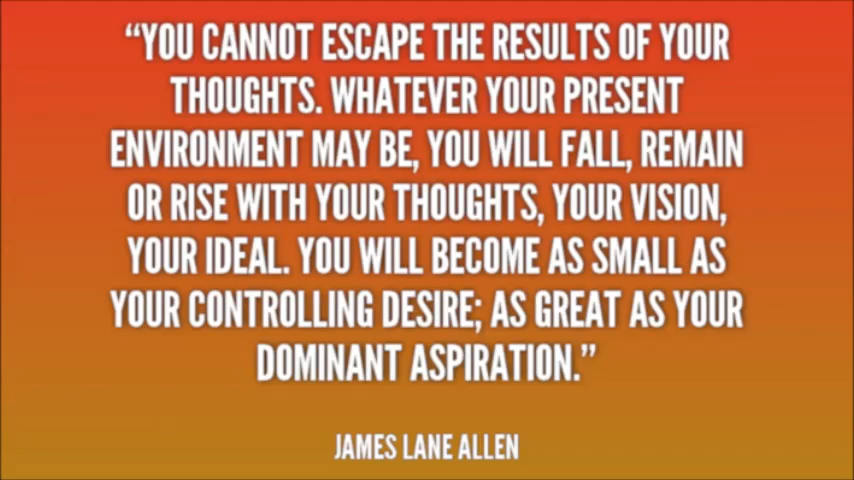 “YOU CANNOT ESCAPE THE RESULTS OF YOUR
THOUGHTS. WHATEVER YOUR PRESENT
ENVIRONMENT MAY BE, YOU WILL FALL, REMAIN
OR RISE WITH YOUR THOUGHTS, YOUR VISION,
YOUR IDEAL. YOU WILL BECOME AS SMALL AS
YOUR CONTROLLING DESIRE; AS GREAT AS YOUR
DOMINANT ASPIRATION.”
JAMES LANE ALLEN